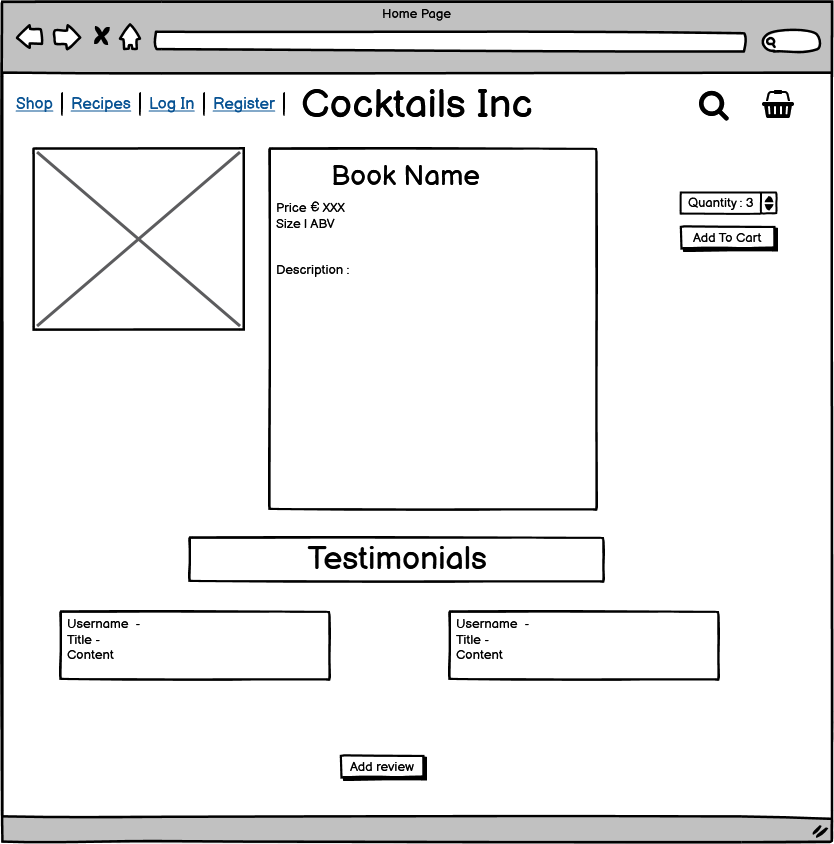 Home Page
Shop | Recipes | Log In | Register |
Cocktails Inc
Book Name
Price € XXX
Size | ABV
Description :
Quantity : 3
Add To Cart
Testimonials
Username -
Title -
Content
Username -
Title -
Content
Add review